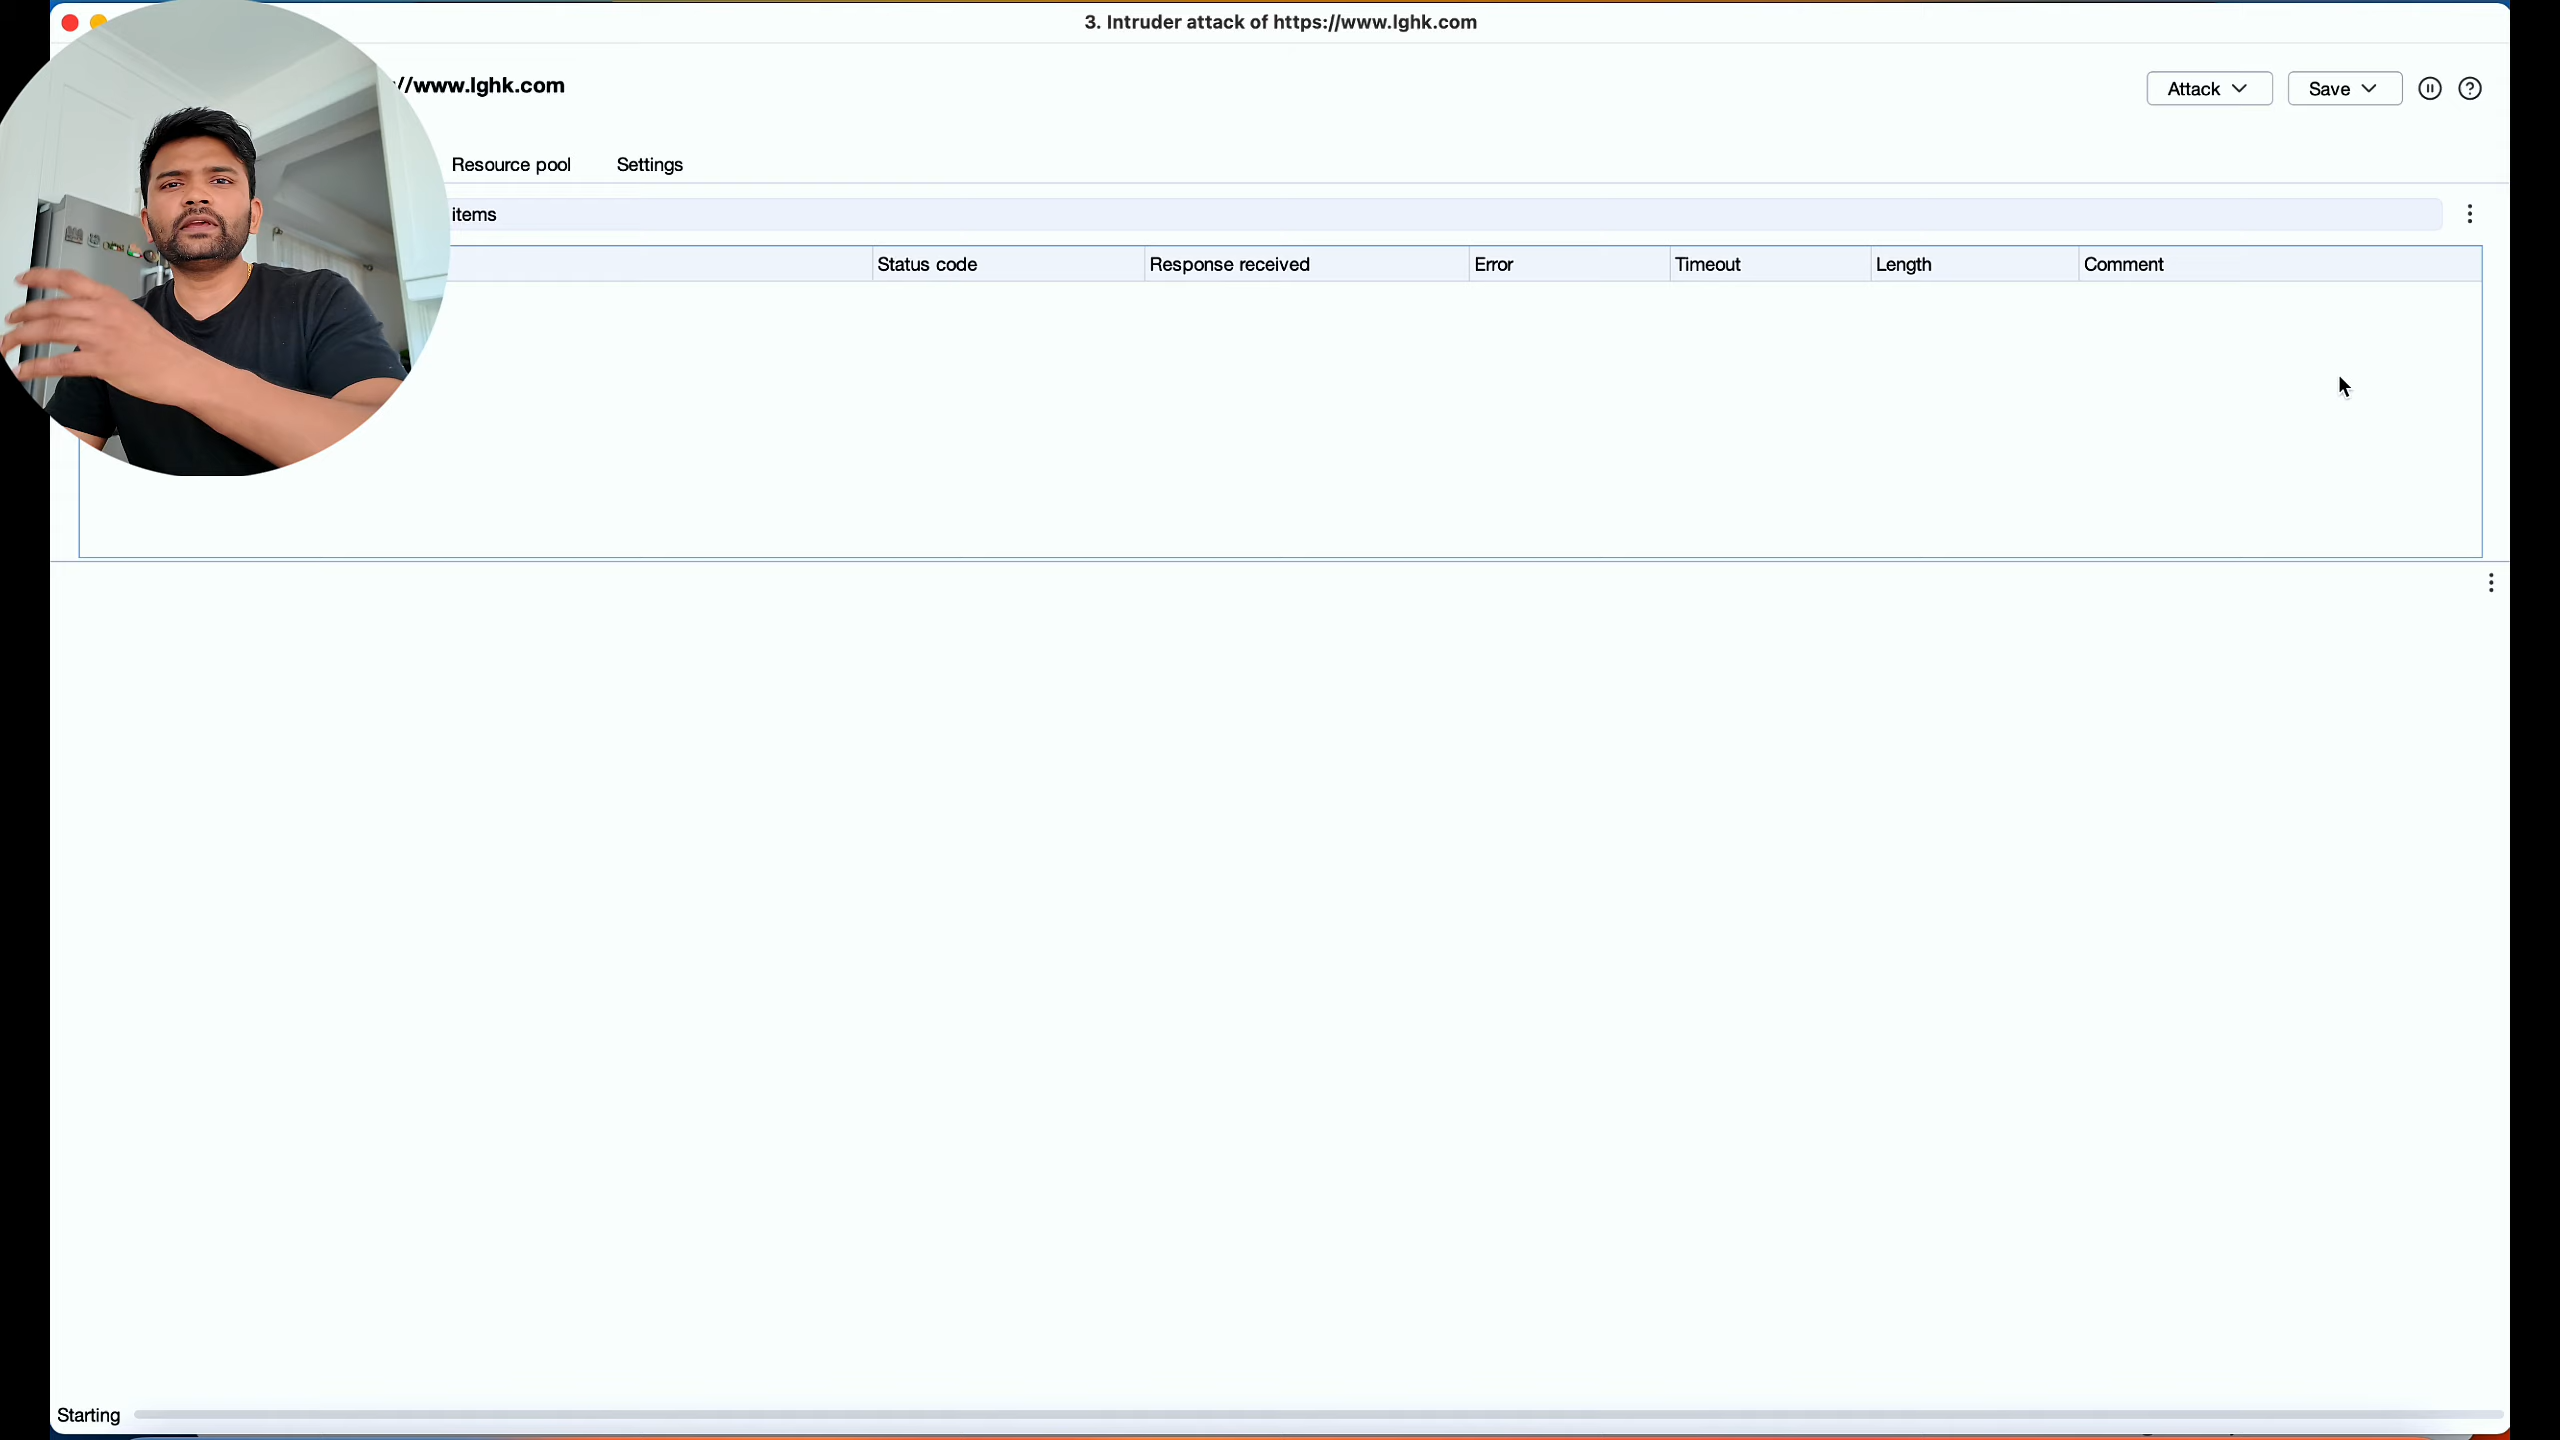 3. Intruder attack of https://www.lghk.com
://www.lghk.com
Attack
Save
Resource pool Settings
items
Status code Response received Error Timeout Length Comment
Starting